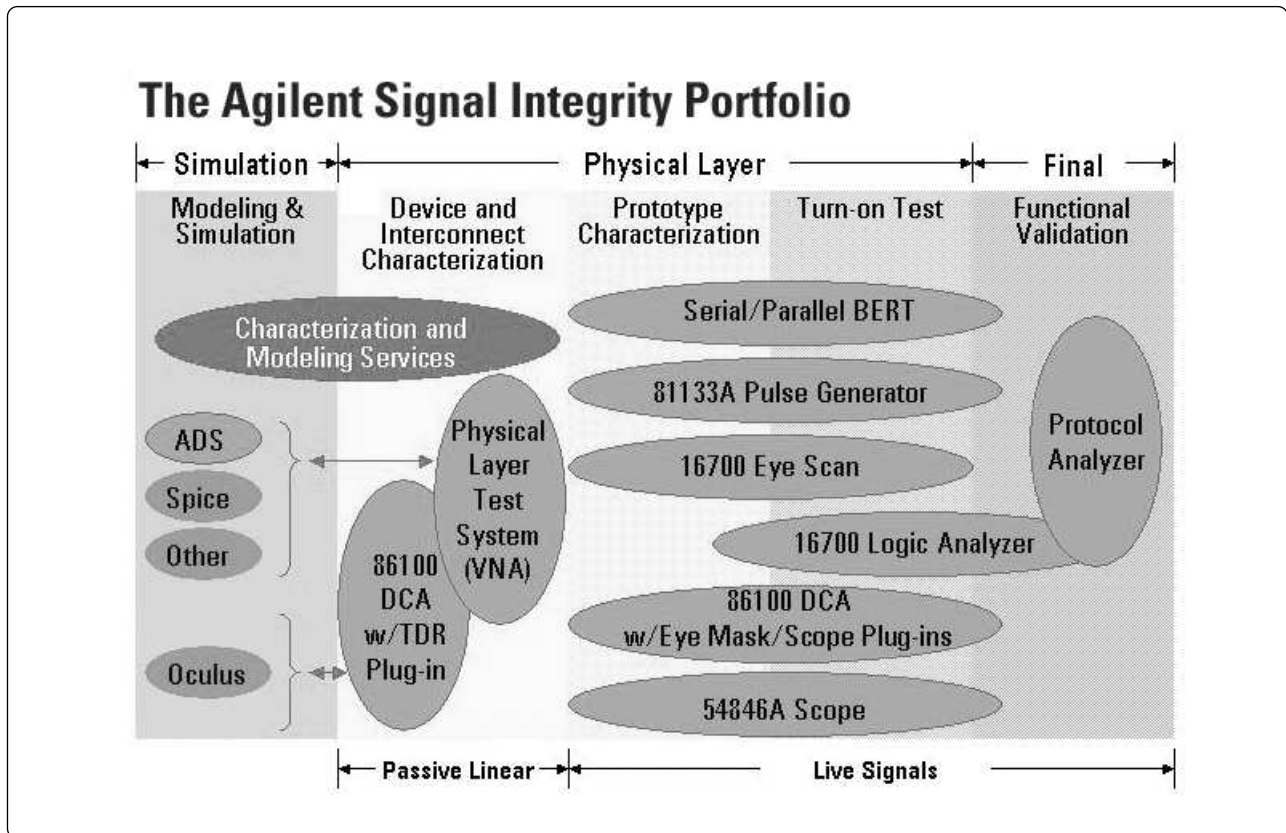 The Agilent Signal Integrity Portfolio
Simulation
Physical Layer
Final
Modeling &
Simulation
Device and
Interconnect
Characterization
Prototype
Characterization
Turn-on Test
Functional
Validation
Characterization and
Modeling Services
ADS
Spice
Other
Oculus
Physical
Layer
Test
System
(VNA)
86100
DCA
w/TDR
Plug-in
Serial/Parallel BERT
81133A Pulse Generator
16700 Eye Scan
16700 Logic Analyzer
86100 DCA
w/Eye Mask/Scope Plug-ins
54846A Scope
Protocol
Analyzer
Passive Linear
Live Signals